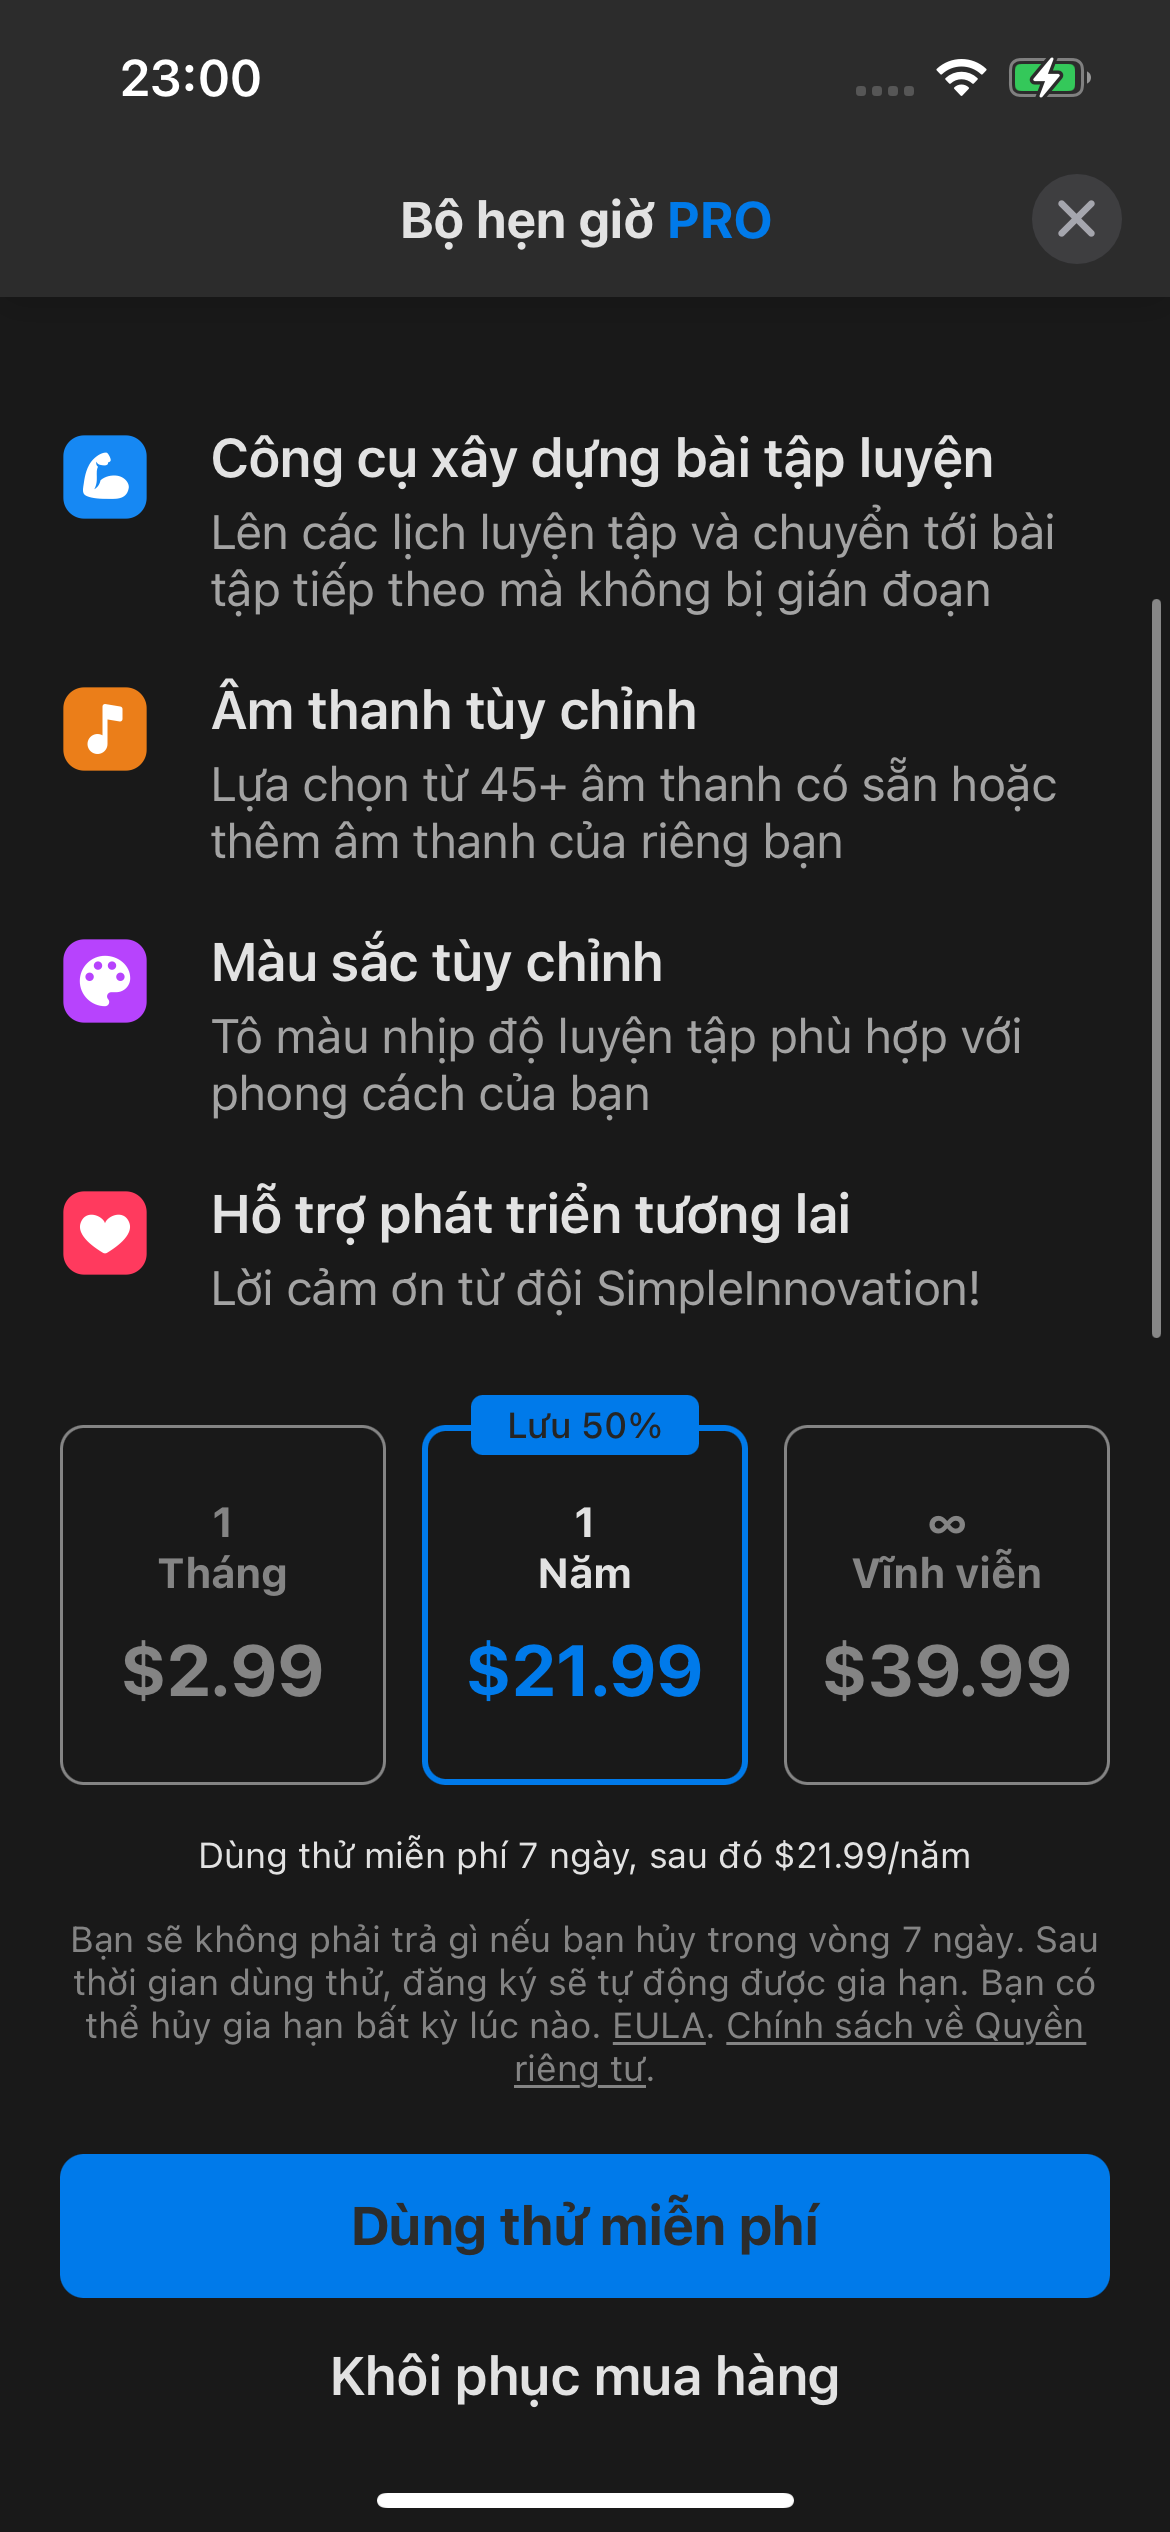 23:00
Bộ hẹn giờ PRO
Công cụ xây dựng bài tập luyện
Lên các lịch luyện tập và chuyển tới bài
tập tiếp theo mà không bị gián đoạn
Âm thanh tùy chỉnh
Lựa chọn từ 45+ âm thanh có sẵn hoặc
thêm âm thanh của riêng bạn
Màu sắc tùy chỉnh
Tô màu nhịp độ luyện tập phù hợp với
phong cách của bạn
Hỗ trợ phát triển tương lai
Lời cảm ơn từ đội SimpleInnovation!
1
Tháng
$2.99
Lưu 50%
1
Năm
$21.99
∞
Vĩnh viễn
$39.99
Dùng thử miễn phí 7 ngày, sau đó $21.99/năm
Bạn sẽ không phải trả gì nếu bạn hủy trong vòng 7 ngày. Sau
thời gian dùng thử, đăng ký sẽ tự động được gia hạn. Bạn có
thể hủy gia hạn bất kỳ lúc nào. EULA. Chính sách về Quyền
riêng tư.
Dùng thử miễn phí
Khôi phục mua hàng